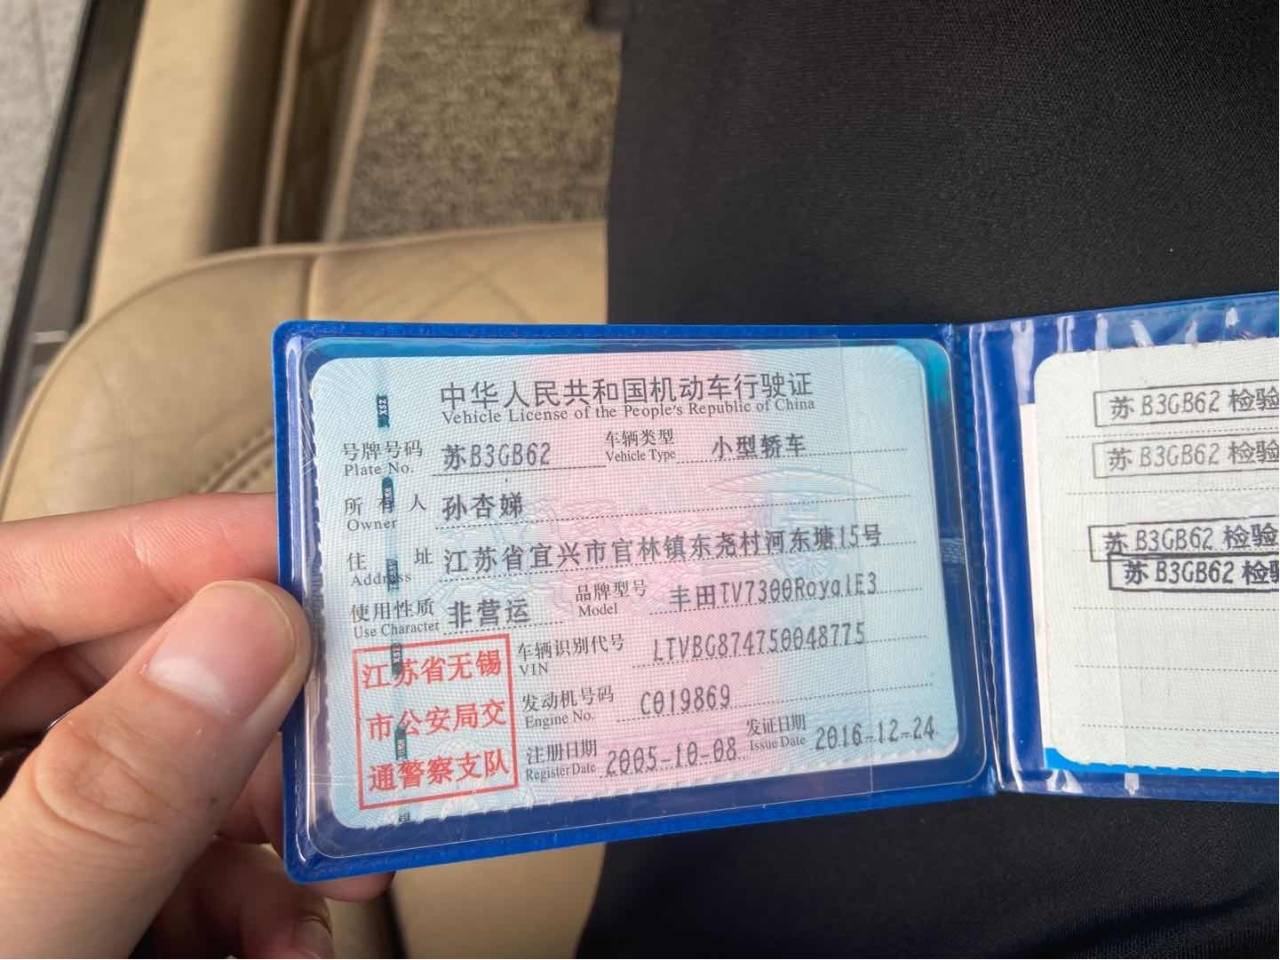 中华人民共和国机动车行驶证
Vehicle License of the People's Republic of China
号牌号码 苏B3GB62 车辆类型 小型轿车
Plate No. Vehicle Type
所有人 孙杏娣
Owner
住址 江苏省宜兴市官林镇东尧村河东塘15号
Address
使用性质 非营运 品牌型号 丰田TV7300RoyalE3
Use Character Model
江苏省无锡
市公安局交
通警察支队
车辆识别代号 LTVBG874750048775
VIN
发动机号码 C019869
Engine No.
注册日期 2005-10-08 发证日期 2016-12-24
Register Date Issue Date
苏B3GB62 检验
苏B3GB62 检验
苏B3GB62 检验
苏B3GB62 检验